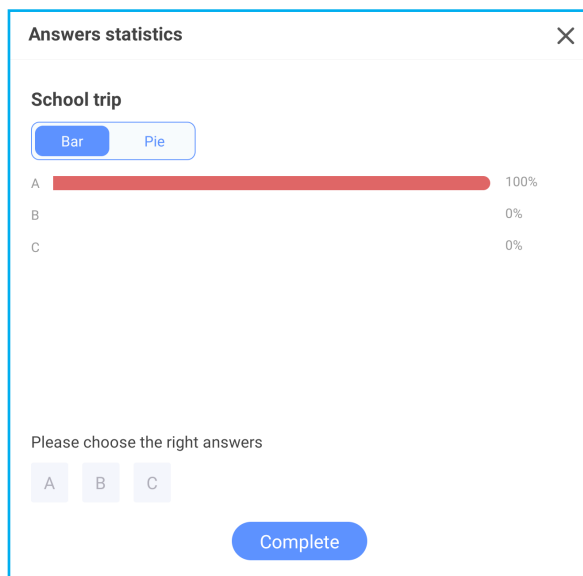 Answers statistics
School trip
Bar Pie
A 100%
B 0%
C 0%
Please choose the right answers
A B C
Complete